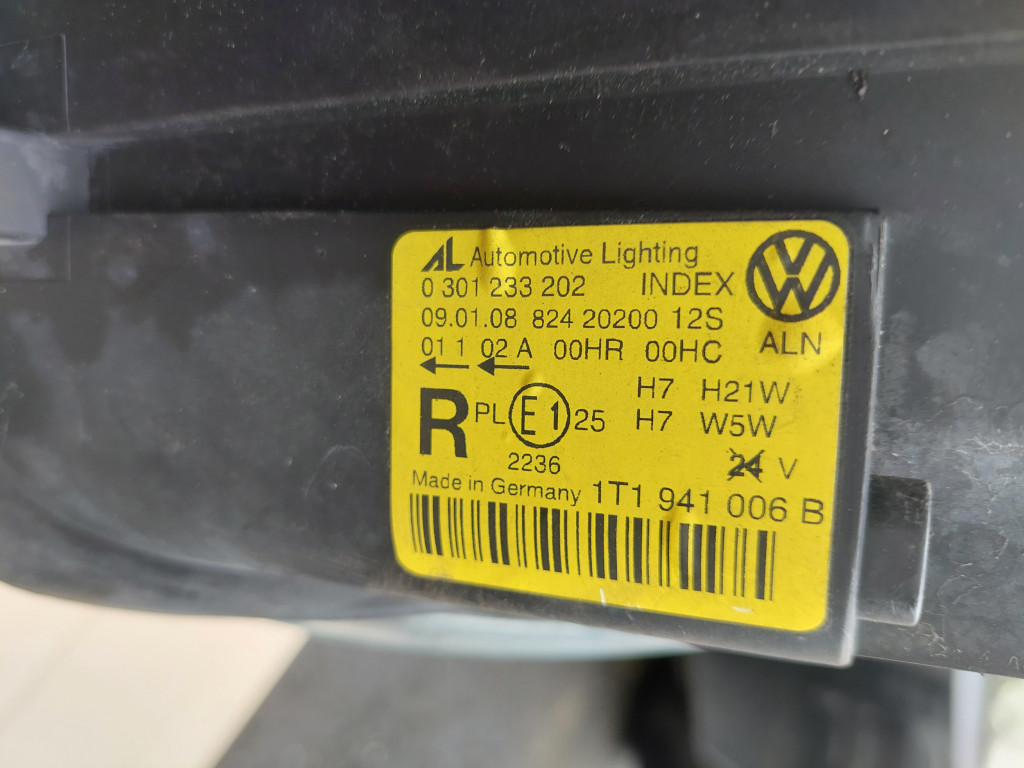 AL Automotive Lighting
0 301 233 202 INDEX
09.01.08 824 20200 12S
01 1 02 A 00HR 00HC
ALN
H7 H21W
R PL E1 25 H7 W5W
2236
24 V
Made in Germany 1T1 941 006 B